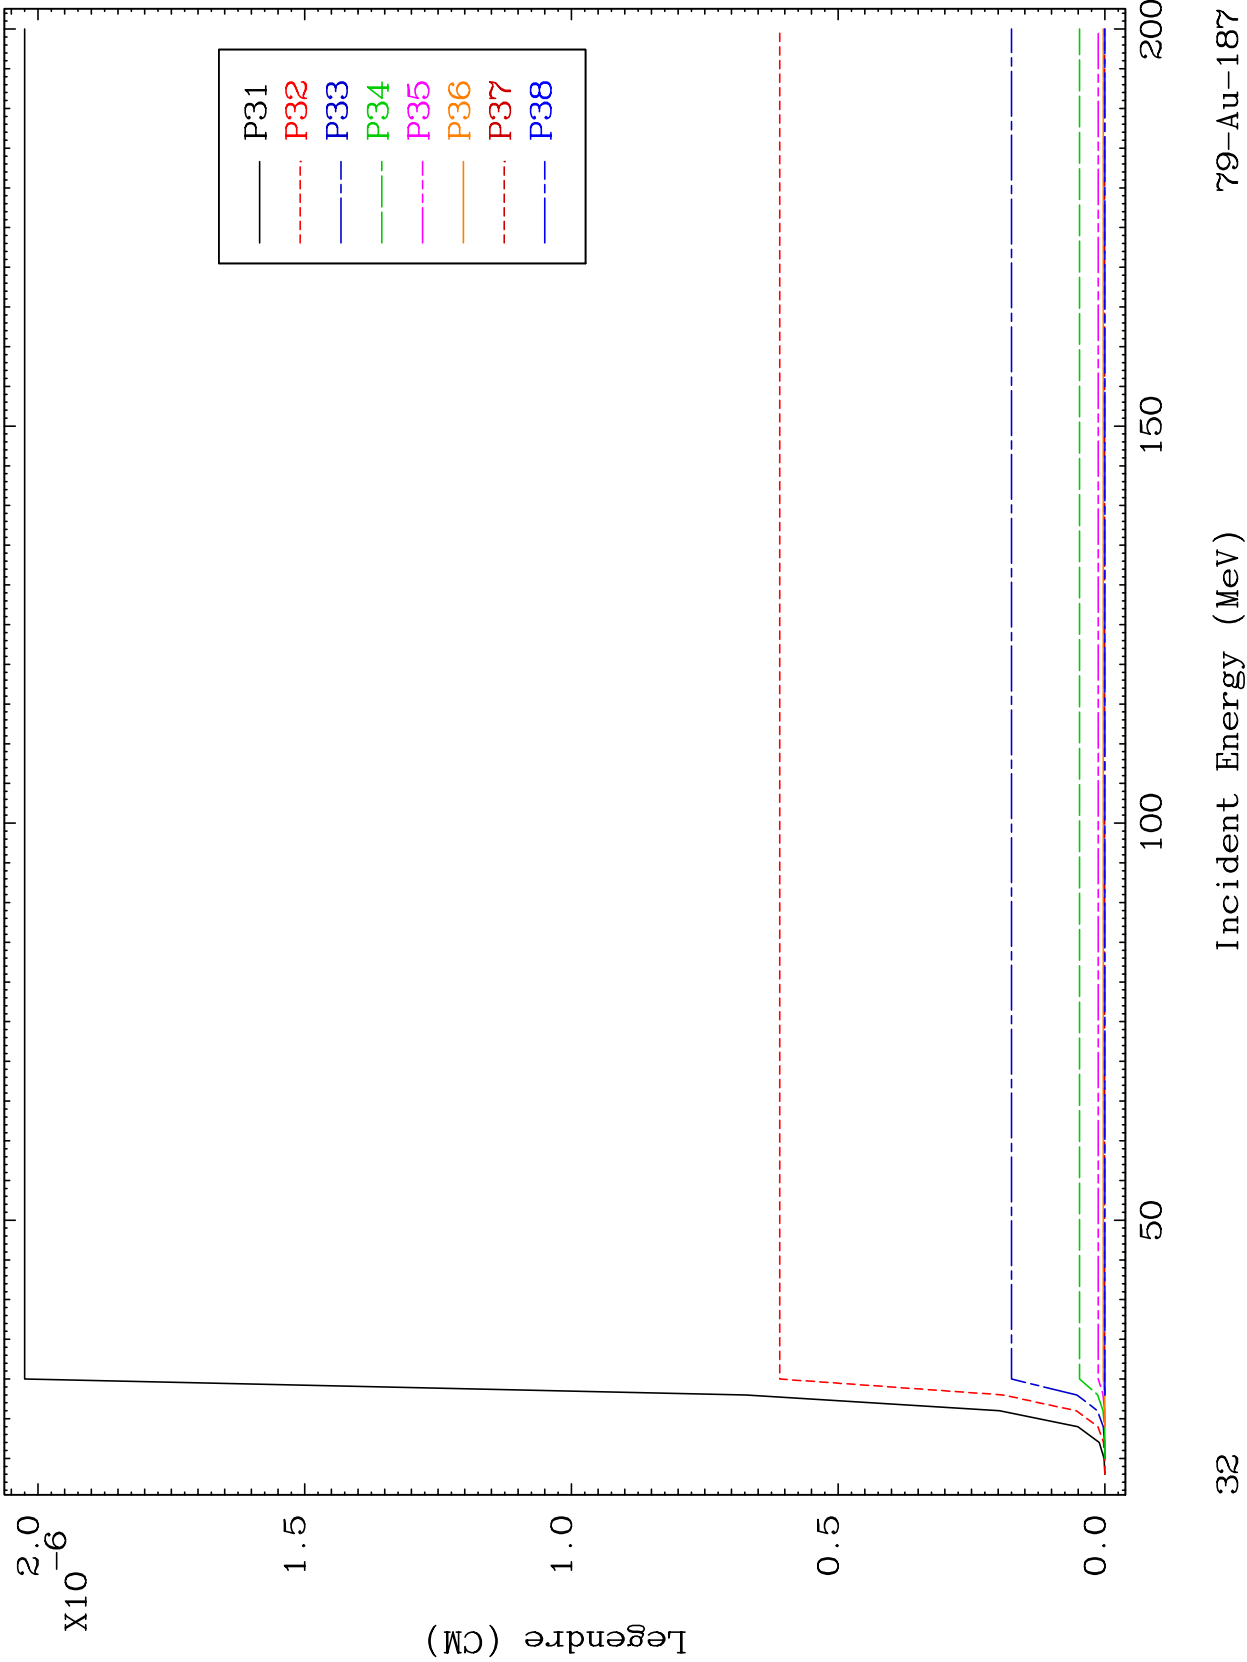 2.0
X10-6
1.5
1.0
0.5
0.0
Legendre (CM)
P31
P32
P33
P34
P35
P36
P37
P38
50
100
150
200
Incident Energy (MeV)
32
79-Au-187